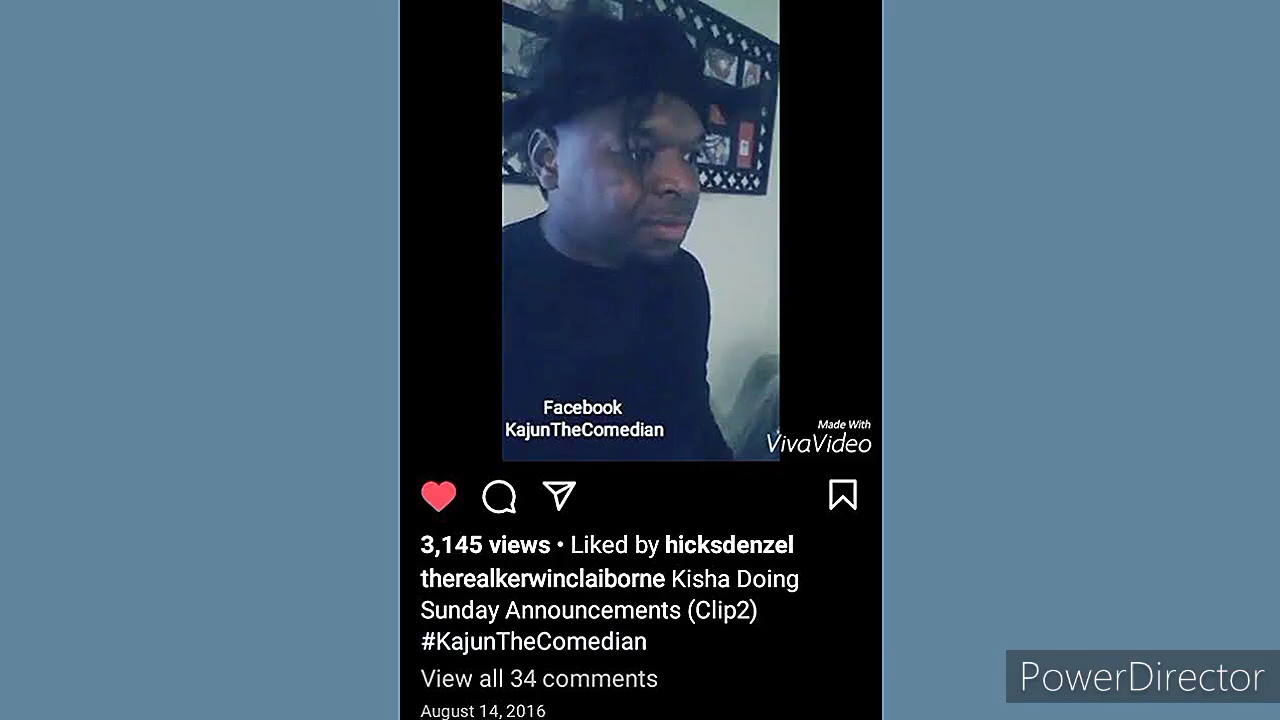 Facebook
KajunTheComedian
Made With
VivaVideo
3,145 views • Liked by hicksdenzel
therealkerwinclaiborne Kisha Doing
Sunday Announcements (Clip2)
#KajunTheComedian
View all 34 comments
August 14, 2016
PowerDirector